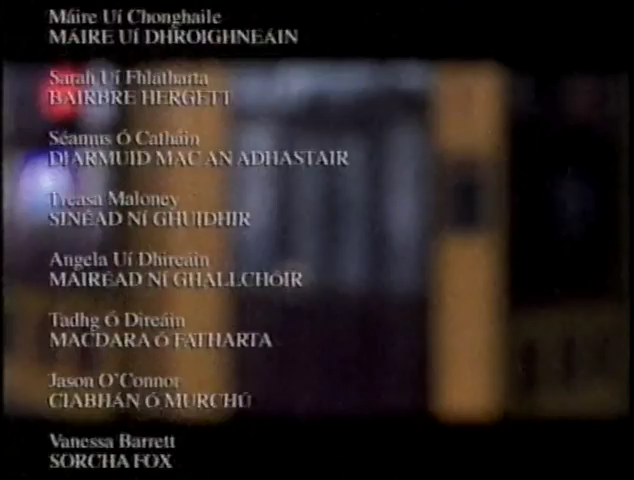 Máire Uí Chonghaile
MÁIRE UÍ DHROIGHNEÁIN
Sarah Uí Fhlatharta
BAIRBRE HERGETT
Séamus Ó Catháin
DIARMUID MAC AN ADHASTAIR
Treasa Maloney
SINÉAD NÍ GHUIDHIR
Angela Uí Dhireáin
MÁIRÉAD NÍ GHALLCHÓIR
Tadhg Ó Direáin
MACDARA Ó FATHARTA
Jason O'Connor
CIABHÁN Ó MURCHÚ
Vanessa Barrett
SORCHA FOX